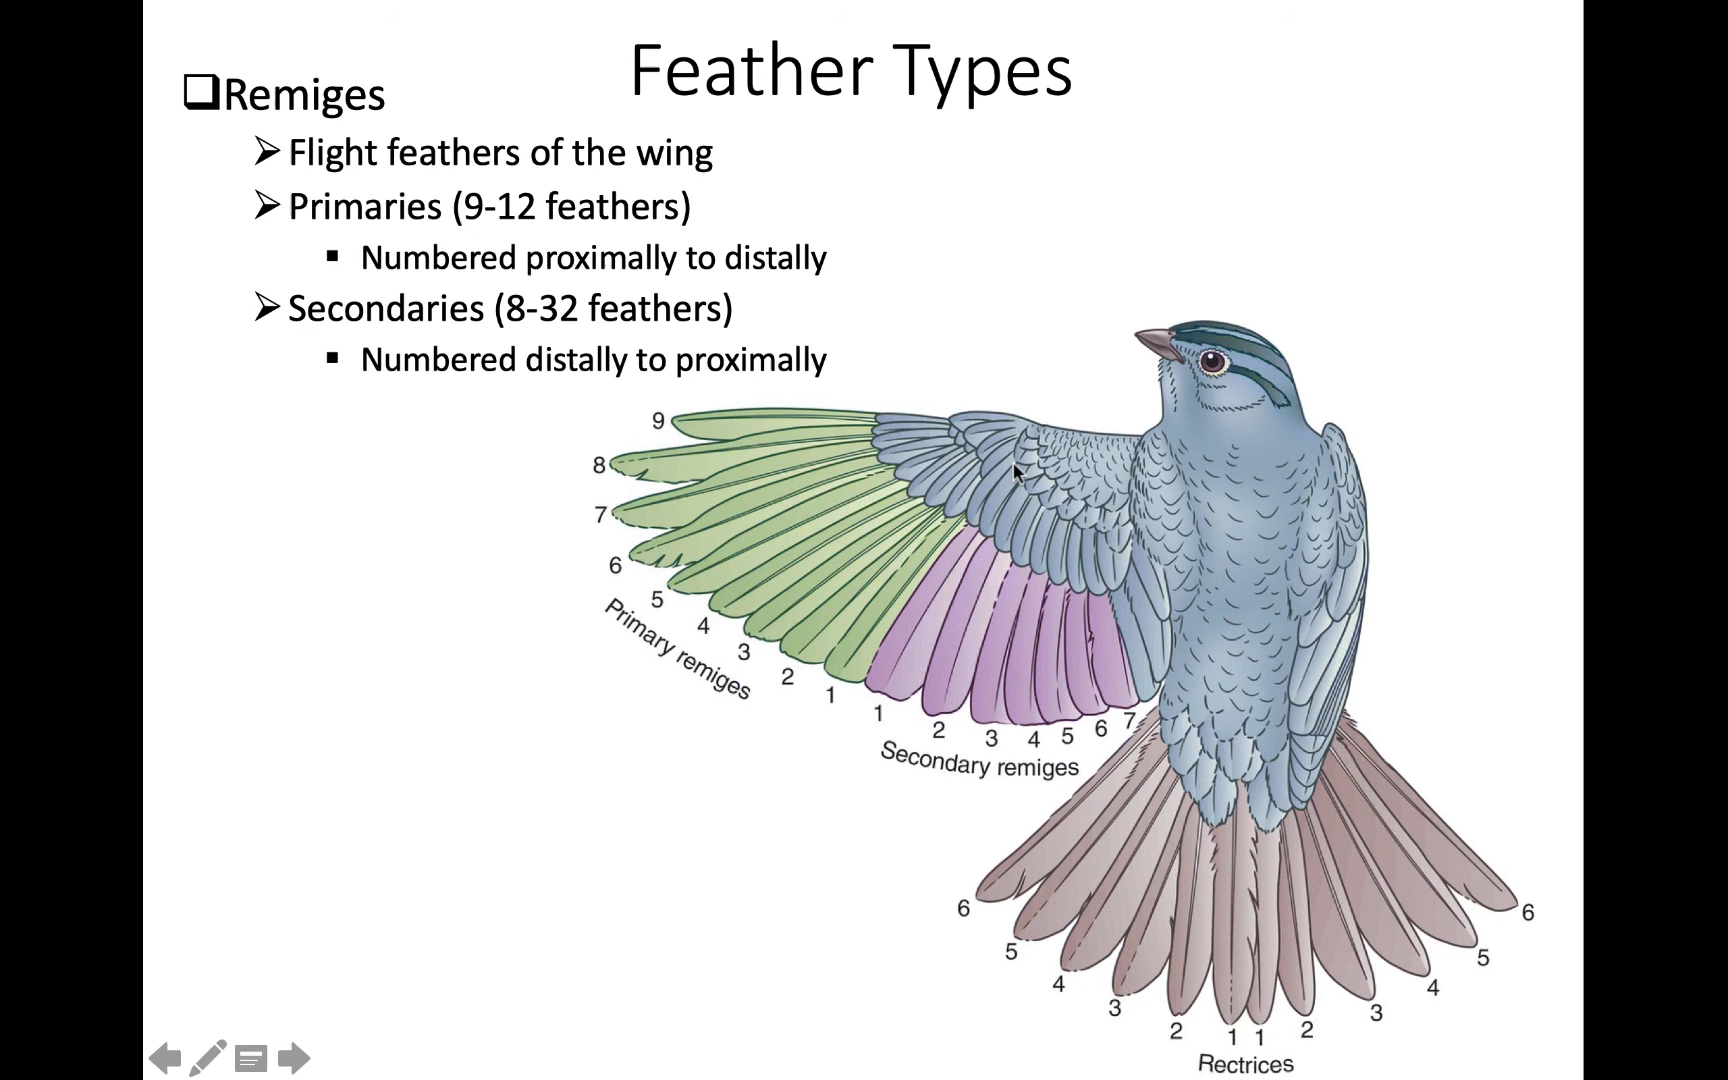 Feather Types
❑Remiges
➢Flight feathers of the wing
➢Primaries (9-12 feathers)
▪ Numbered proximally to distally
➢Secondaries (8-32 feathers)
▪ Numbered distally to proximally
9
8
7
6
5
4
3
2
1
Primary remiges
1
2
3
4
5
6
7
Secondary remiges
6
5
4
3
2
1
1
2
3
4
5
6
Rectrices